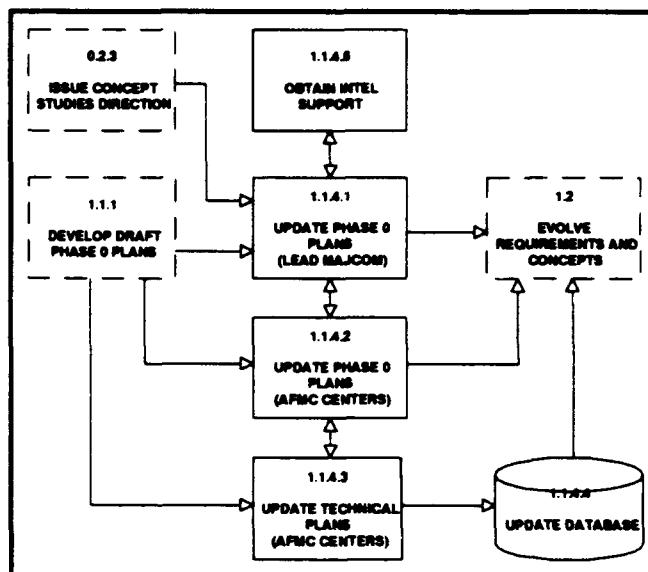 0.2.3
ISSUE CONCEPT
STUDIES DIRECTION
1.1.4.5
OBTAIN INTEL
SUPPORT
1.1.1
DEVELOP DRAFT
PHASE 0 PLANS
1.1.4.1
UPDATE PHASE 0
PLANS
(LEAD MAJCOM)
1.2
EVOLVE
REQUIREMENTS AND
CONCEPTS
1.1.4.2
UPDATE PHASE 0
PLANS
(AFMC CENTERS)
1.1.4.3
UPDATE TECHNICAL
PLANS
(AFMC CENTERS)
1.1.4.4
UPDATE DATABASE